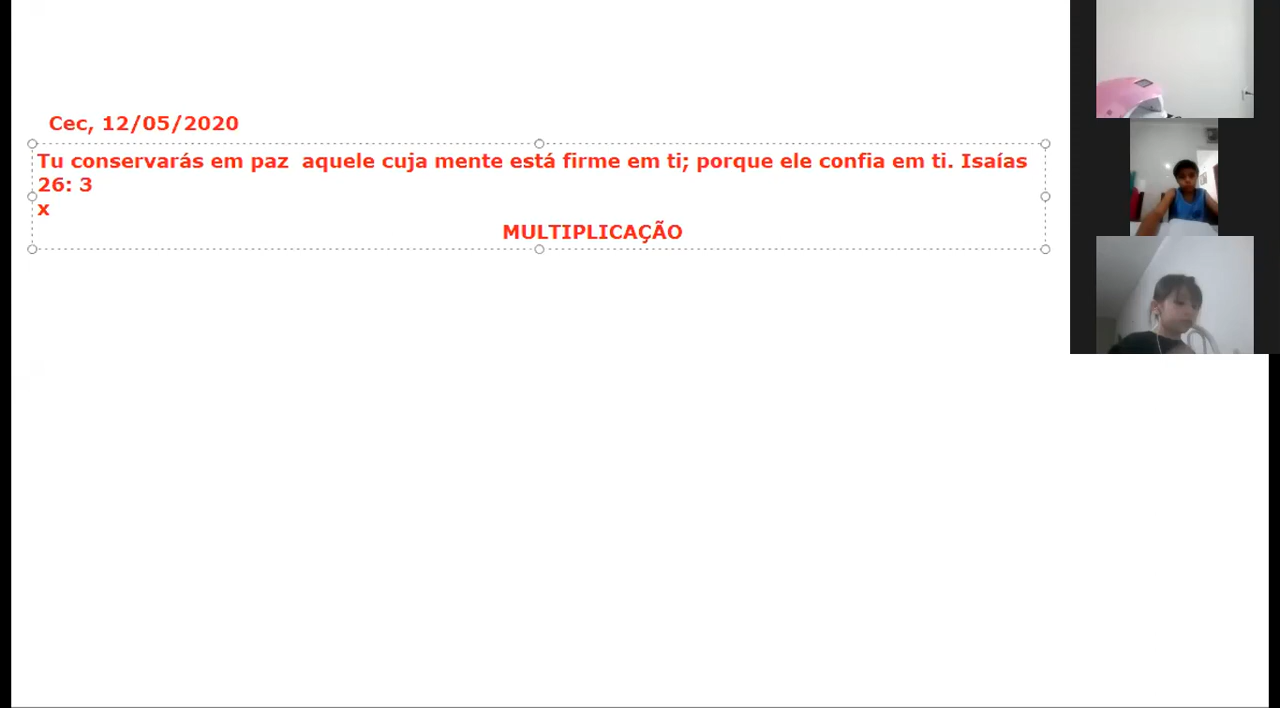 Cec, 12/05/2020
Tu conservarás em paz  aquele cuja mente está firme em ti; porque ele confia em ti. Isaías
26: 3
x
MULTIPLICAÇÃO